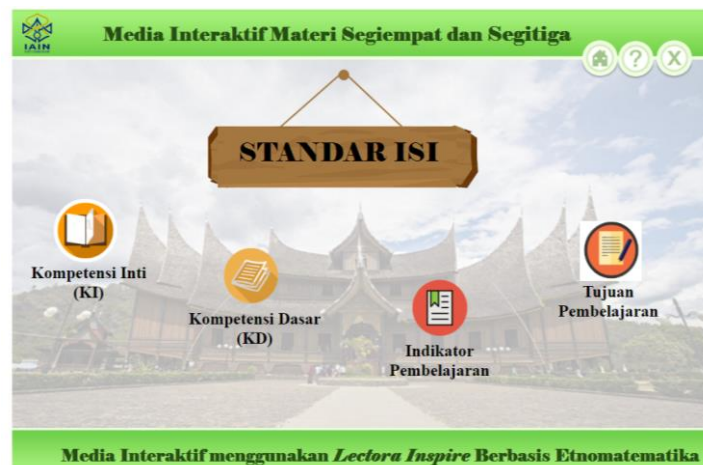 IAIN
Media Interaktif Materi Segiempat dan Segitiga
?
X
STANDAR ISI
Kompetensi Inti
(KI)
Kompetensi Dasar
(KD)
Indikator
Pembelajaran
Tujuan
Pembelajaran
Media Interaktif menggunakan Lectora Inspire Berbasis Etnomatematika